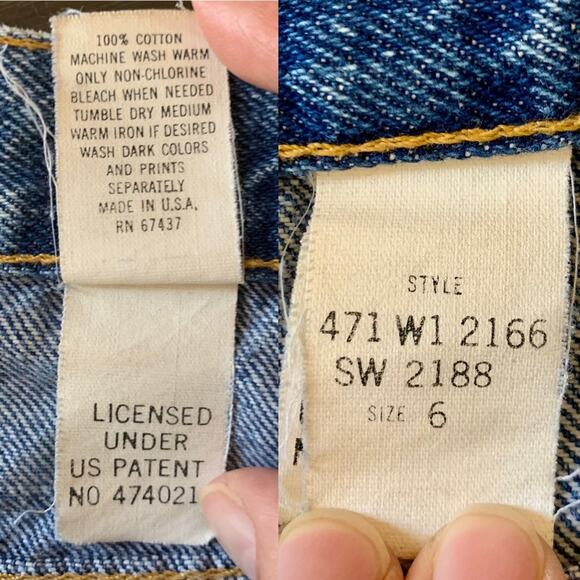 100% COTTON
MACHINE WASH WARM
ONLY NON-CHLORINE
BLEACH WHEN NEEDED
TUMBLE DRY MEDIUM
WARM IRON IF DESIRED
WASH DARK COLORS
AND PRINTS
SEPARATELY
MADE IN U.S.A.
RN 67437
LICENSED
UNDER
US PATENT
NO 474021
STYLE
471 W1 2166
SW 2188
SIZE 6